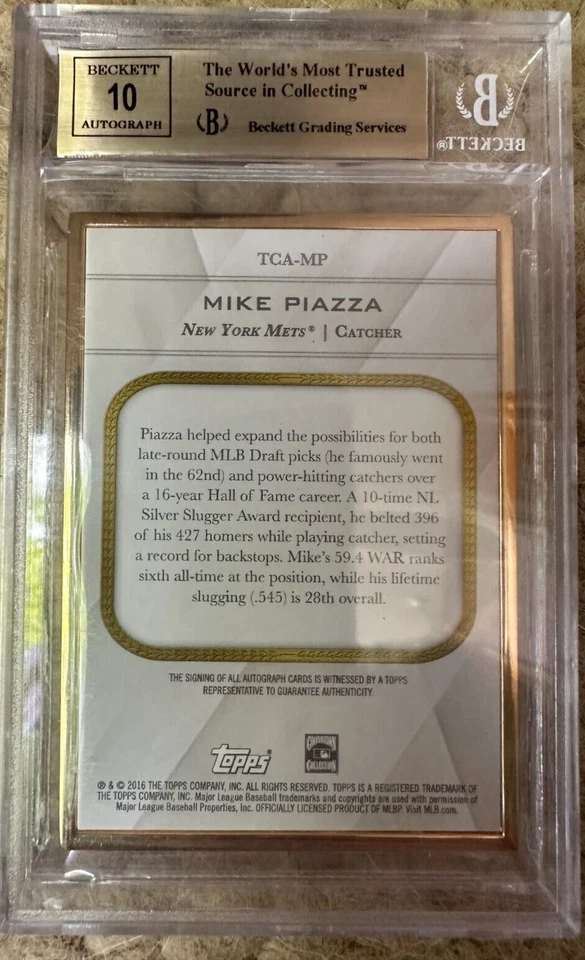 BECKETT
10
AUTOGRAPH
The World's Most Trusted
Source in Collecting™
B Beckett Grading Services
B
BECKETT®
TCA-MP
MIKE PIAZZA
NEW YORK METS® | CATCHER
Piazza helped expand the possibilities for both
late-round MLB Draft picks (he famously went
in the 62nd) and power-hitting catchers over
a 16-year Hall of Fame career. A 10-time NL
Silver Slugger Award recipient, he belted 396
of his 427 homers while playing catcher, setting
a record for backstops. Mike's 59.4 WAR ranks
sixth all-time at the position, while his lifetime
slugging (.545) is 28th overall.
THE SIGNING OF ALL AUTOGRAPH CARDS IS WITNESSED BY A TOPPS
REPRESENTATIVE TO GUARANTEE AUTHENTICITY.
topps®
COOPERSTOWN
COLLECTION
® & © 2016 THE TOPPS COMPANY, INC. ALL RIGHTS RESERVED. TOPPS IS A REGISTERED TRADEMARK OF
THE TOPPS COMPANY, INC. Major League Baseball trademarks and copyrights are used with permission of
Major League Baseball Properties, Inc. OFFICIALLY LICENSED PRODUCT OF MLBP. Visit MLB.com.